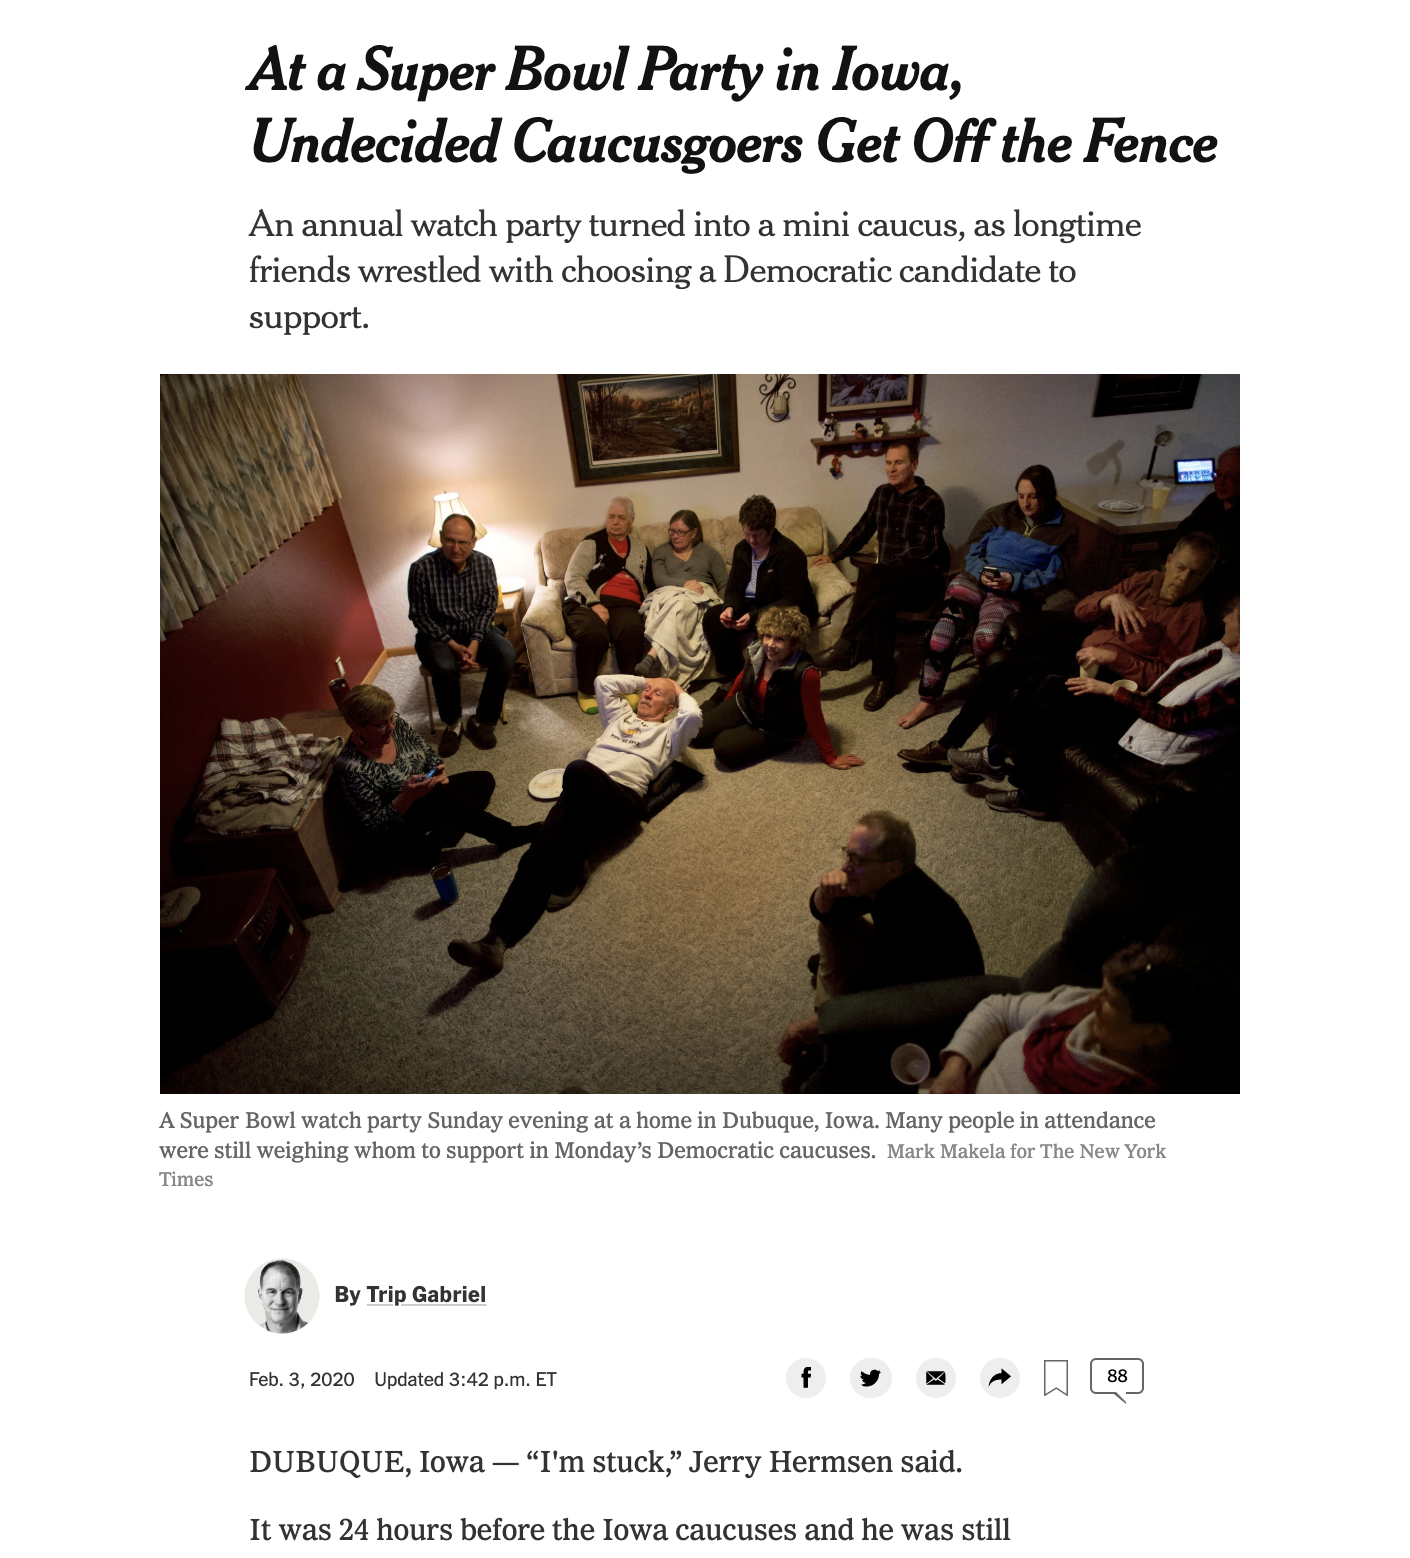 At a Super Bowl Party in Iowa,
Undecided Caucusgoers Get Off the Fence
An annual watch party turned into a mini caucus, as longtime
friends wrestled with choosing a Democratic candidate to
support.
A Super Bowl watch party Sunday evening at a home in Dubuque, Iowa. Many people in attendance
were still weighing whom to support in Monday’s Democratic caucuses. Mark Makela for The New York
Times
By Trip Gabriel
Feb. 3, 2020 Updated 3:42 p.m. ET
88
DUBUQUE, Iowa — “I'm stuck,” Jerry Hermsen said.
It was 24 hours before the Iowa caucuses and he was still